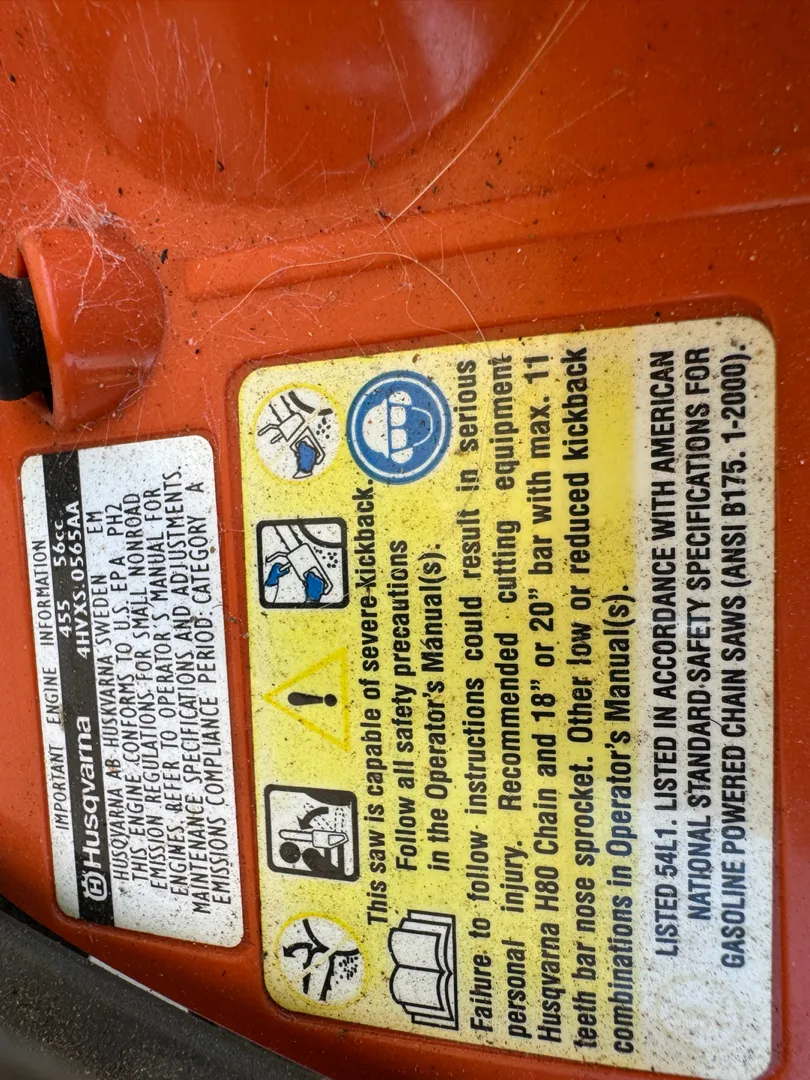 IMPORTANT ENGINE INFORMATION
Husqvarna 455 56cc
4HVXS.0565AA
HUSQVARNA AB HUSKVARNA SWEDEN EM
THIS ENGINE CONFORMS TO U.S. EPA PH2
EMISSION REGULATIONS FOR SMALL NONROAD
ENGINES. REFER TO OPERATOR'S MANUAL FOR
MAINTENANCE SPECIFICATIONS AND ADJUSTMENTS.
EMISSIONS COMPLIANCE PERIOD: CATEGORY A
This saw is capable of severe kickback.
Follow all safety precautions
in the Operator's Manual(s).
Failure to follow instructions could result in serious
personal injury. Recommended cutting equipment
Husqvarna H80 Chain and 18" or 20" bar with max. 11
teeth bar nose sprocket. Other low or reduced kickback
combinations in Operator's Manual(s).
LISTED 54L1. LISTED IN ACCORDANCE WITH AMERICAN
NATIONAL STANDARD SAFETY SPECIFICATIONS FOR
GASOLINE POWERED CHAIN SAWS (ANSI B175. 1-2000).